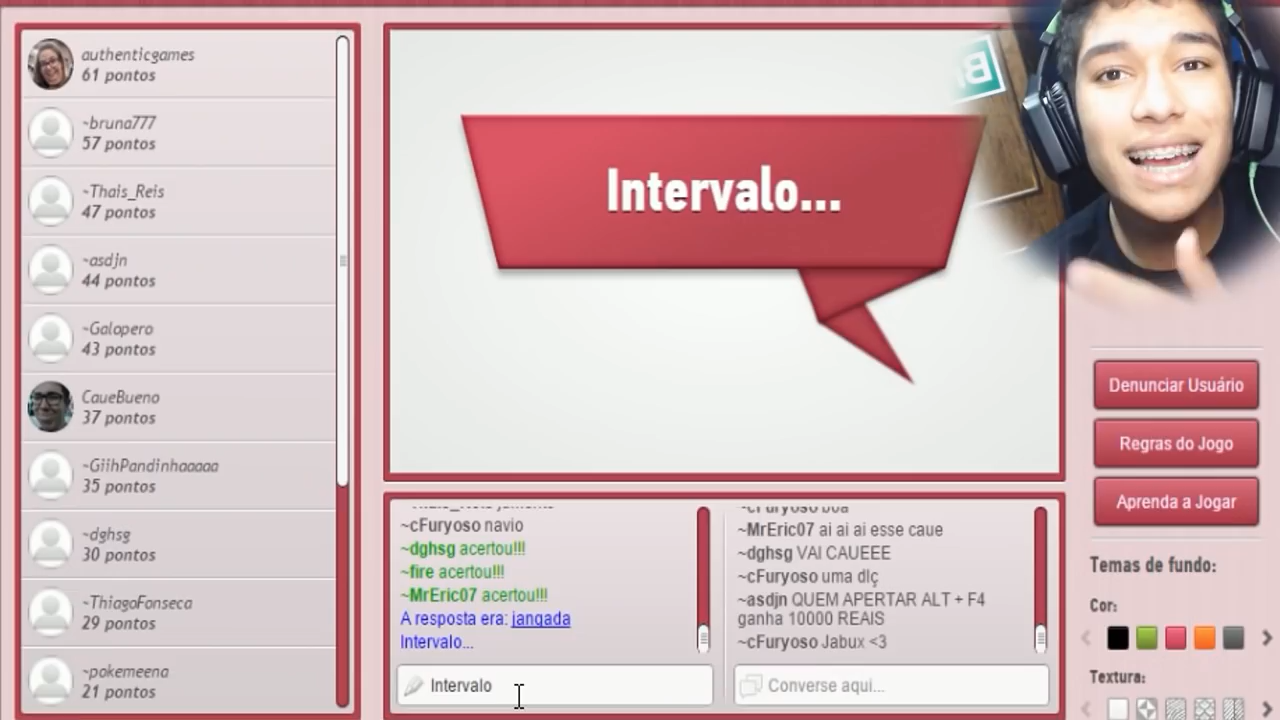 authenticgames
61 pontos
~bruna777
57 pontos
~Thais_Reis
47 pontos
~asdjn
44 pontos
~Galopero
43 pontos
CaueBueno
37 pontos
~GiihPandinhaaaaa
35 pontos
~dghsg
30 pontos
~ThiagoFonseca
29 pontos
~pokemeena
21 pontos
Intervalo...
~cFuryoso navio
~dghsg acertou!!!
~fire acertou!!!
~MrEric07 acertou!!!
A resposta era: jangada
Intervalo...
Intervalo
~cFuryoso boa
~MrEric07 ai ai ai esse caue
~dghsg VAI CAUEEE
~cFuryoso uma dlç
~asdjn QUEM APERTAR ALT + F4
ganha 10000 REAIS
~cFuryoso Jabux <3
Converse aqui...
Denunciar Usuário
Regras do Jogo
Aprenda a Jogar
Temas de fundo:
Cor:
Textura: